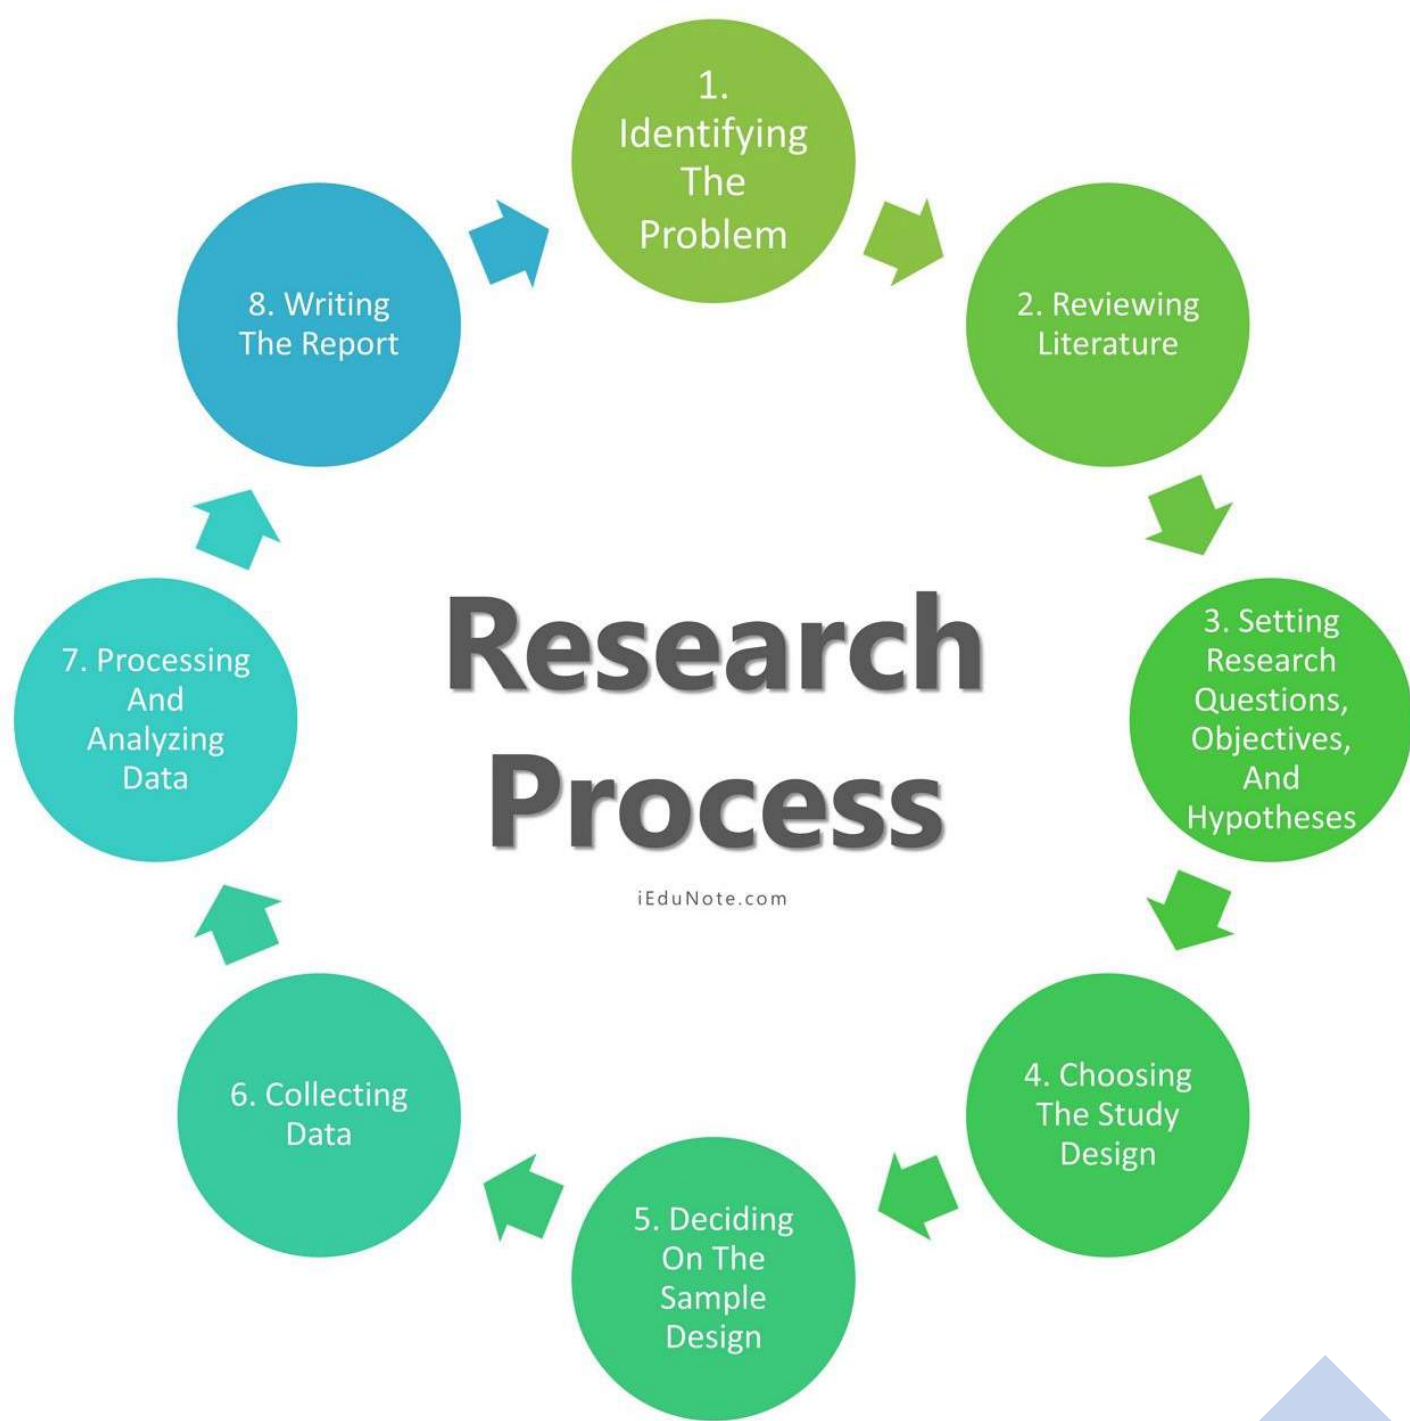 1.
Identifying
The
Problem
2. Reviewing
Literature
3. Setting
Research
Questions,
Objectives,
And
Hypotheses
4. Choosing
The Study
Design
5. Deciding
On The
Sample
Design
6. Collecting
Data
7. Processing
And
Analyzing
Data
8. Writing
The Report
Research
Process
iEduNote.com